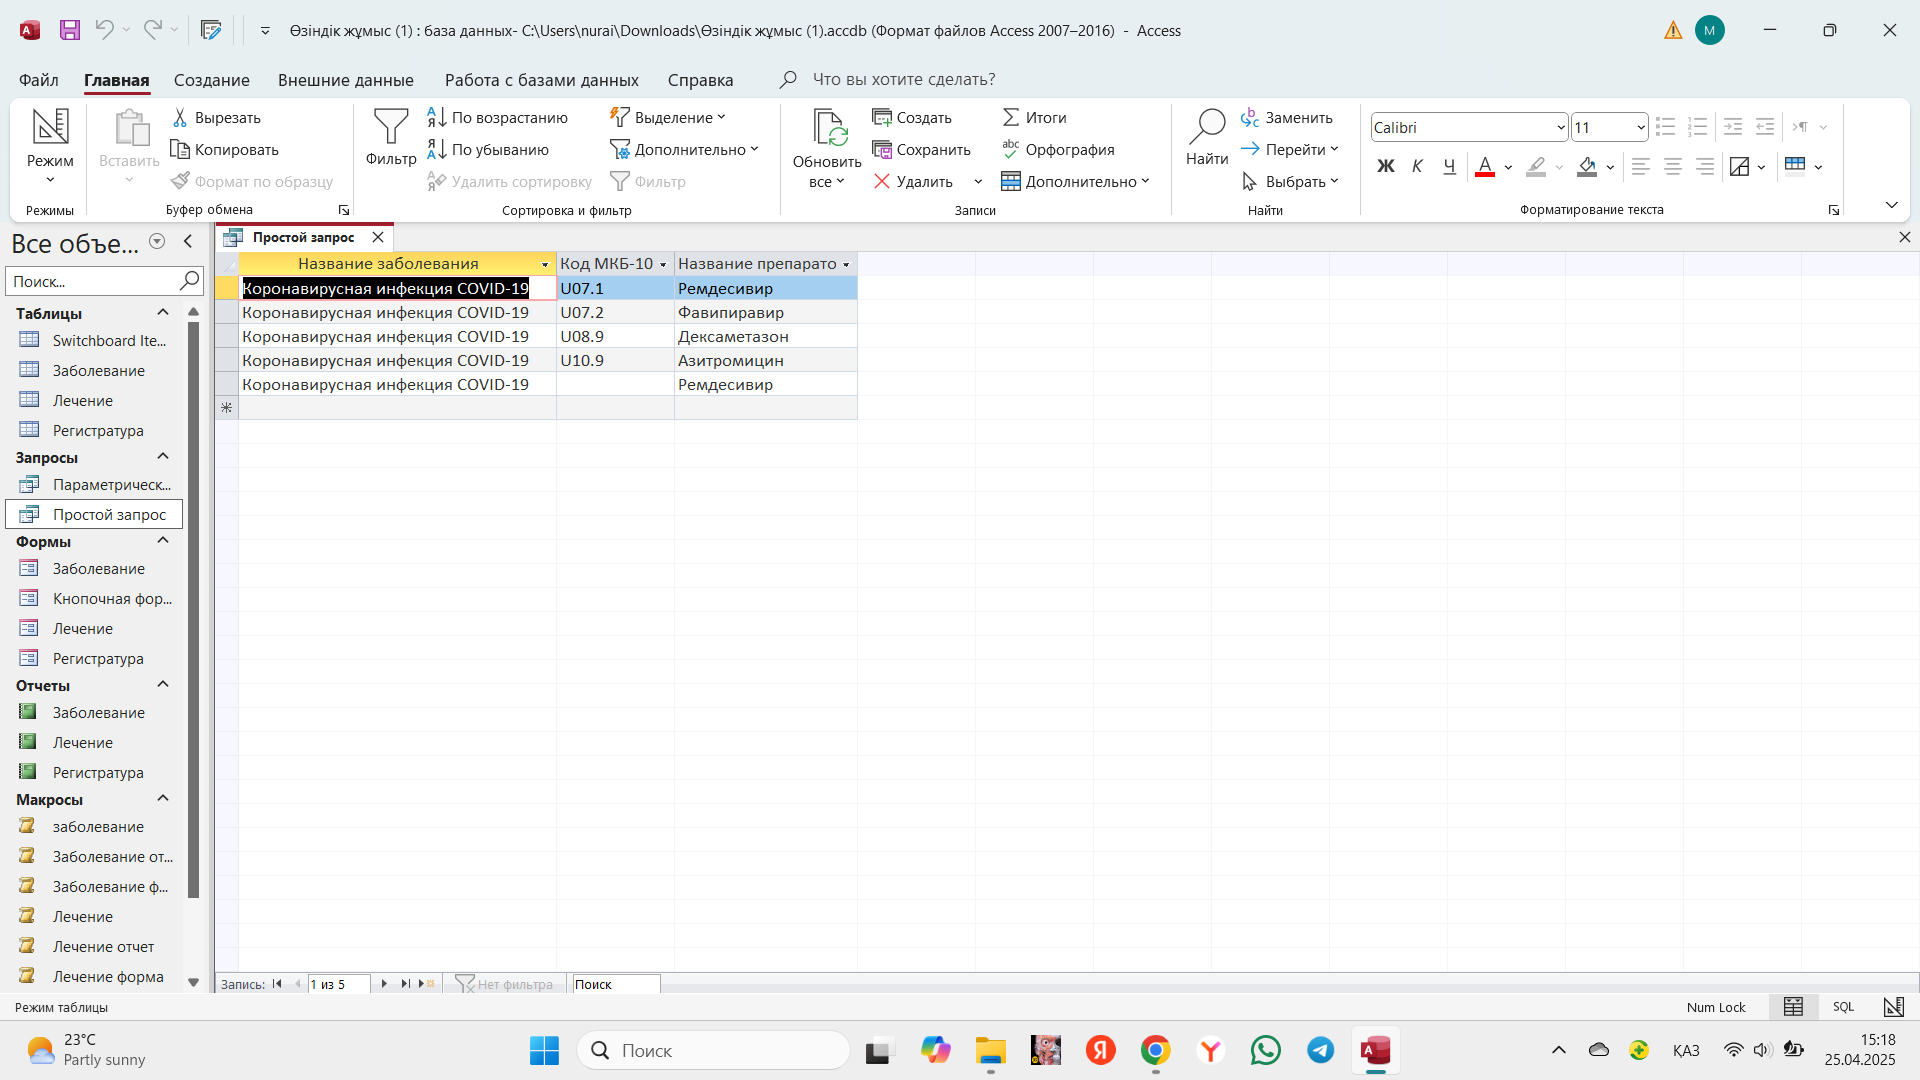 Өзіндік жұмыс (1) : база данных- C:\Users\nurai\Downloads\Өзіндік жұмыс (1).accdb (Формат файлов Access 2007–2016) - Access
M
Файл Главная Создание Внешние данные Работа с базами данных Справка Что вы хотите сделать?
Режим
Режимы
Вставить
Вырезать
Копировать
Формат по образцу
Буфер обмена
Фильтр
По возрастанию
По убыванию
Удалить сортировку
Выделение
Дополнительно
Фильтр
Сортировка и фильтр
Обновить
все
Создать
Сохранить
Удалить
Итоги
Орфография
Дополнительно
Записи
Найти
Заменить
Перейти
Выбрать
Найти
Calibri 11
Ж К Ч А
Форматирование текста
Все объе...
Поиск...
Таблицы
Switchboard Ite...
Заболевание
Лечение
Регистратура
Запросы
Параметрическ...
Простой запрос
Формы
Заболевание
Кнопочная фор...
Лечение
Регистратура
Отчеты
Заболевание
Лечение
Регистратура
Макросы
заболевание
Заболевание от...
Заболевание ф...
Лечение
Лечение отчет
Лечение форма
Простой запрос
Название заболевания Код МКБ-10 Название препарато
Коронавирусная инфекция COVID-19 U07.1 Ремдесивир
Коронавирусная инфекция COVID-19 U07.2 Фавипиравир
Коронавирусная инфекция COVID-19 U08.9 Дексаметазон
Коронавирусная инфекция COVID-19 U10.9 Азитромицин
Коронавирусная инфекция COVID-19 Ремдесивир
Запись: 1 из 5 Нет фильтра Поиск
Режим таблицы
Num Lock SQL
23°C
Partly sunny
Поиск
ҚАЗ
15:18
25.04.2025